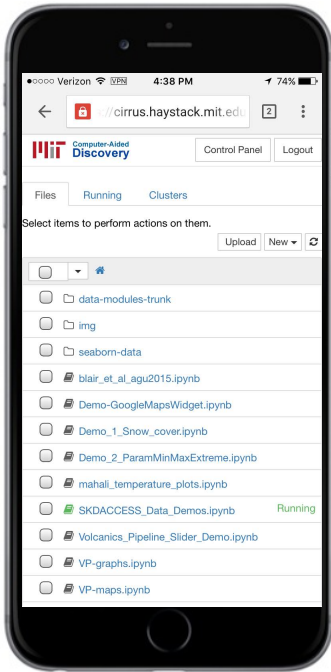 Verizon VPN 4:38 PM 74%
://cirrus.haystack.mit.edu 2
MIT Computer-Aided Discovery Control Panel Logout
Files Running Clusters
Select items to perform actions on them.
Upload New
data-modules-trunk
img
seaborn-data
blair_et_al_agu2015.ipynb
Demo-GoogleMapsWidget.ipynb
Demo_1_Snow_cover.ipynb
Demo_2_ParamMinMaxExtreme.ipynb
mahali_temperature_plots.ipynb
SKDACCESS_Data_Demos.ipynb Running
Volcanics_Pipeline_Slider_Demo.ipynb
VP-graphs.ipynb
VP-maps.ipynb